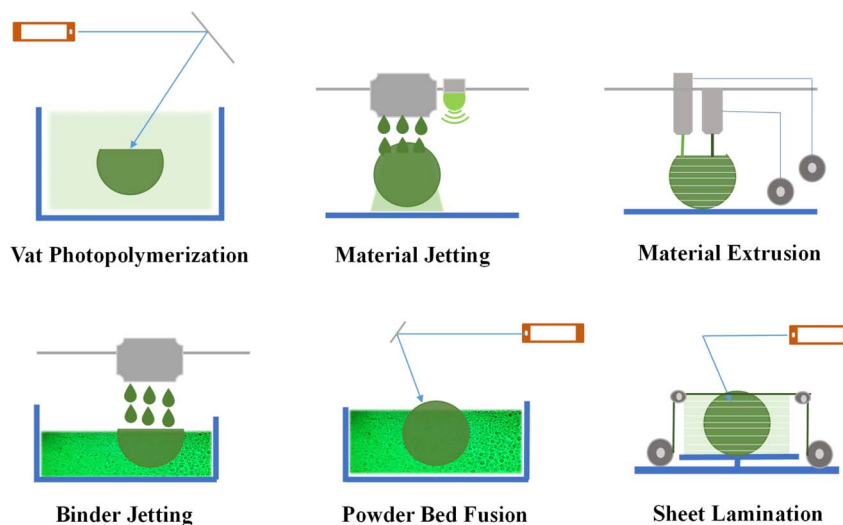 Vat Photopolymerization
Material Jetting
Material Extrusion
Binder Jetting
Powder Bed Fusion
Sheet Lamination